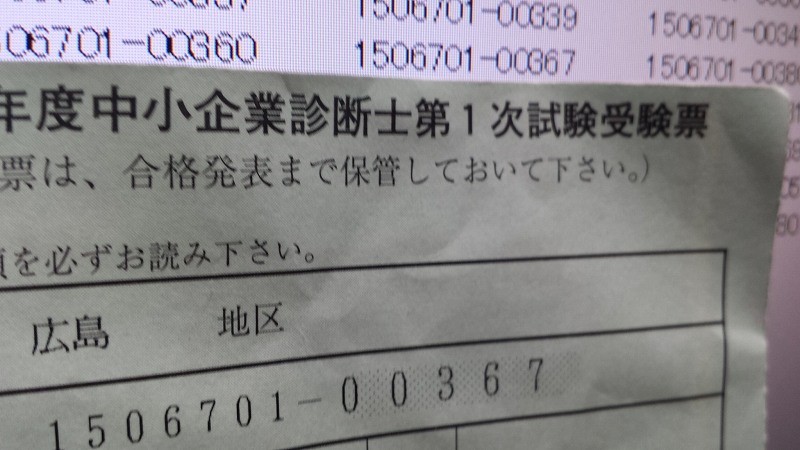 1506701-00339
1506701-00360 1506701-00367
年度中小企業診断士第1次試験受験票
票は、合格発表まで保管しておいて下さい。)
を必ずお読み下さい。
広島 地区
1506701-00367